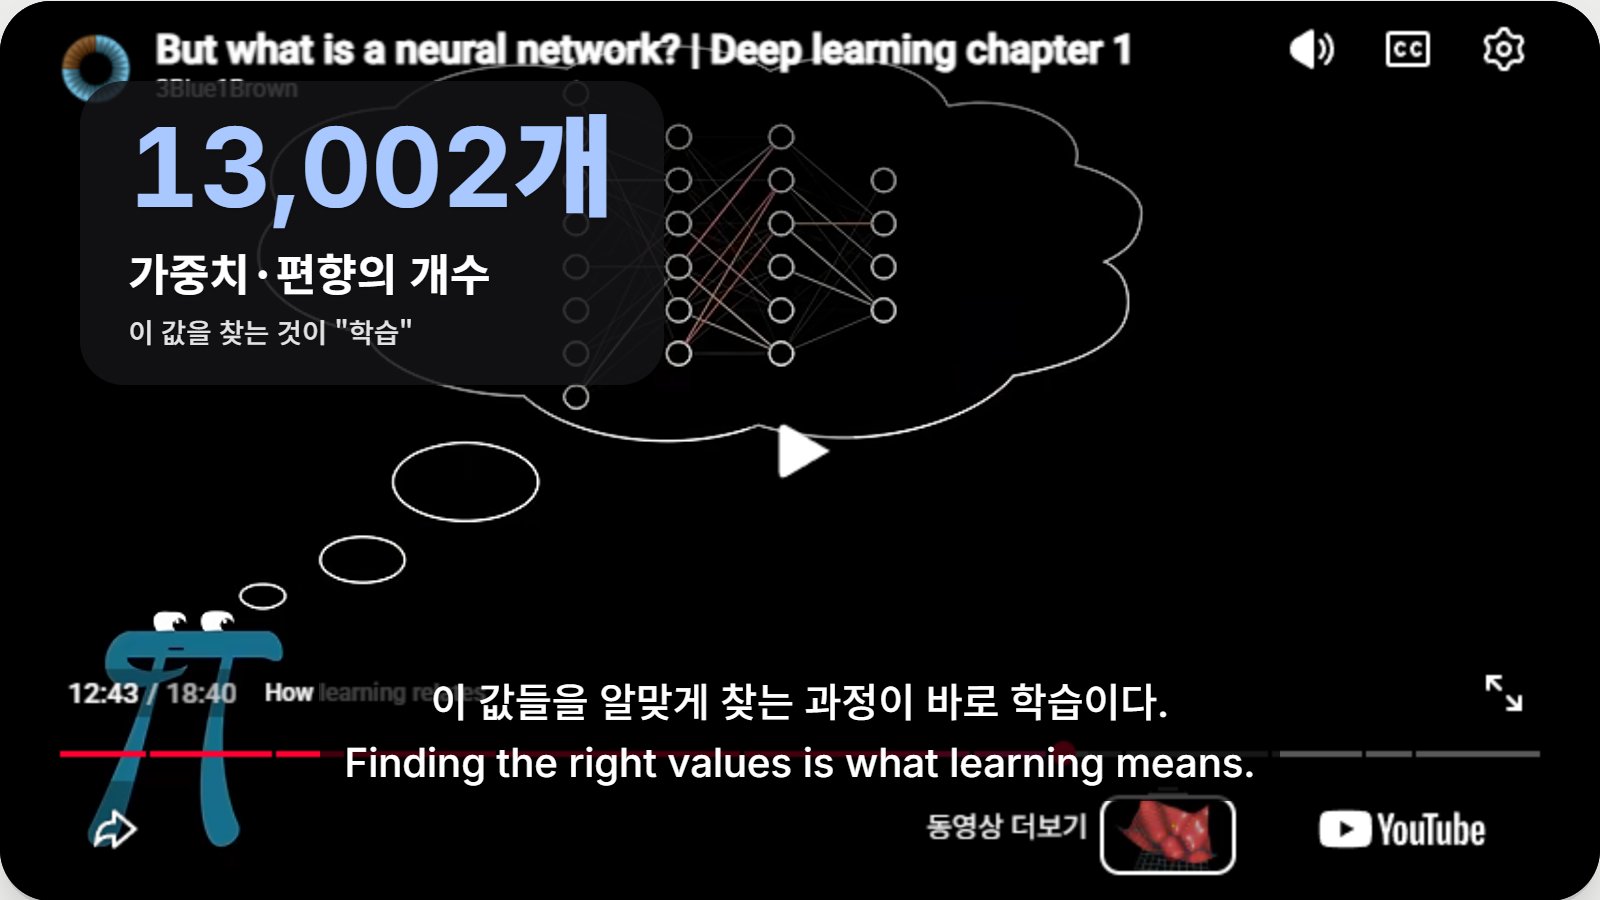 But what is a neural network? | Deep learning chapter 1
3Blue1Brown
13,002개
가중치·편향의 개수
이 값을 찾는 것이 "학습"
12:43 / 18:40 How learning relates
이 값들을 알맞게 찾는 과정이 바로 학습이다.
Finding the right values is what learning means.
동영상 더보기
YouTube
CC